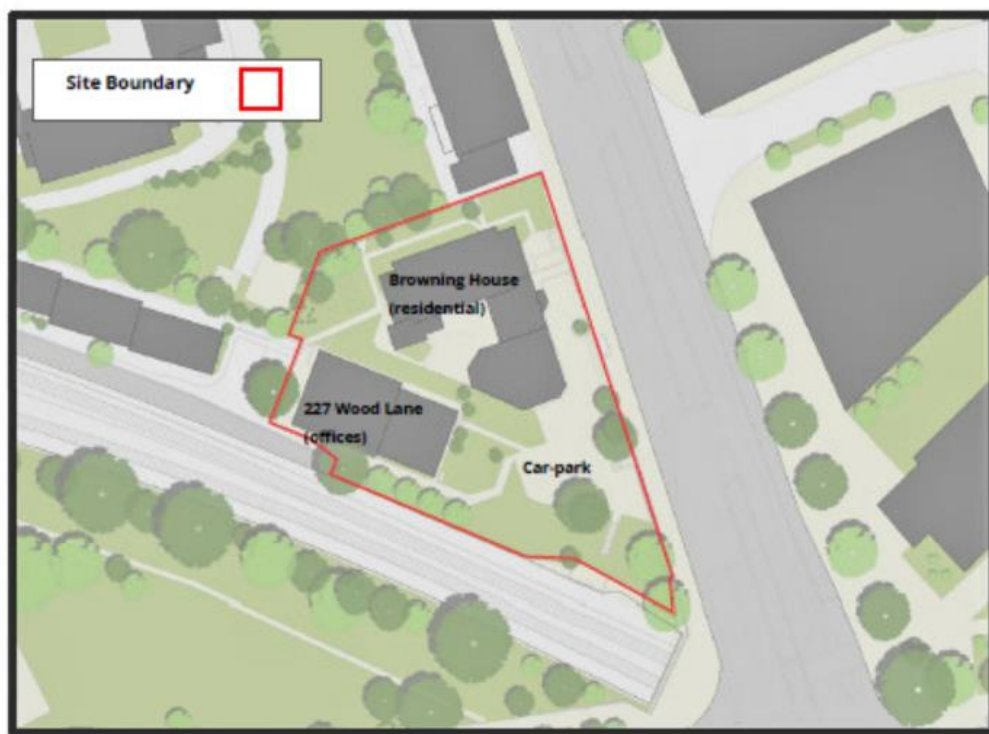 Site Boundary
Browning House
(residential)
227 Wood Lane
(offices)
Car-park